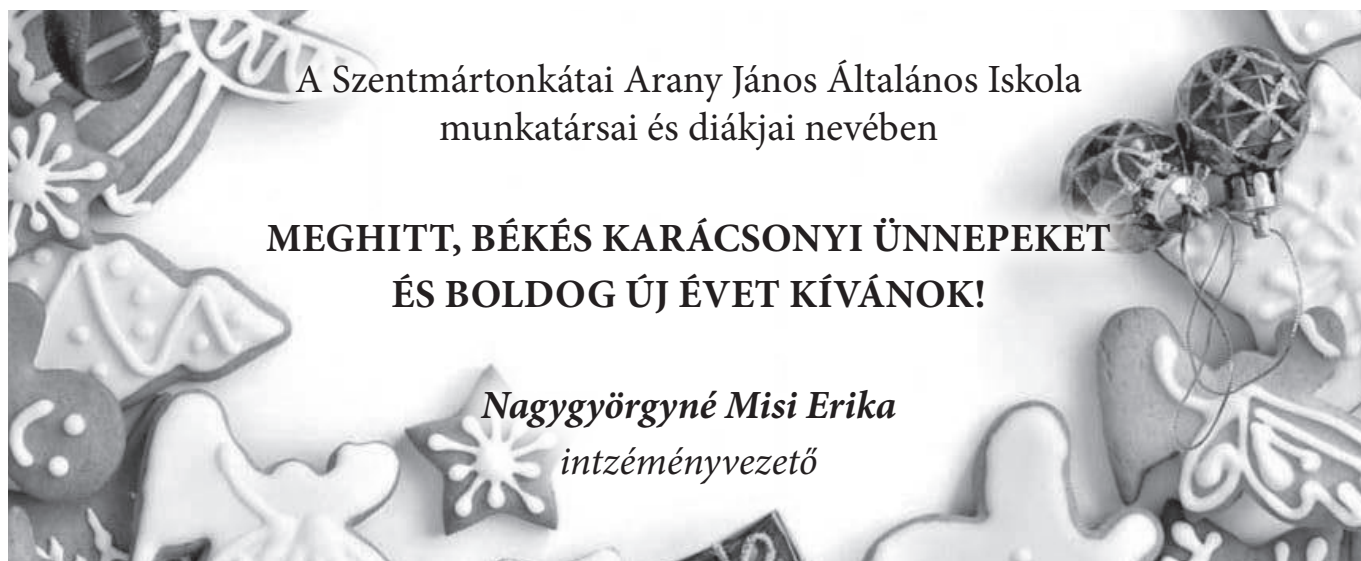 A Szentmártonkátai Arany János Általános Iskola
munkatársai és diákjai nevében
MEGHITT, BÉKÉS KARÁCSONYI ÜNNEPEKET
ÉS BOLDOG ÚJ ÉVET KÍVÁNOK!
Nagygyörgyné Misi Erika
intzéményvezető